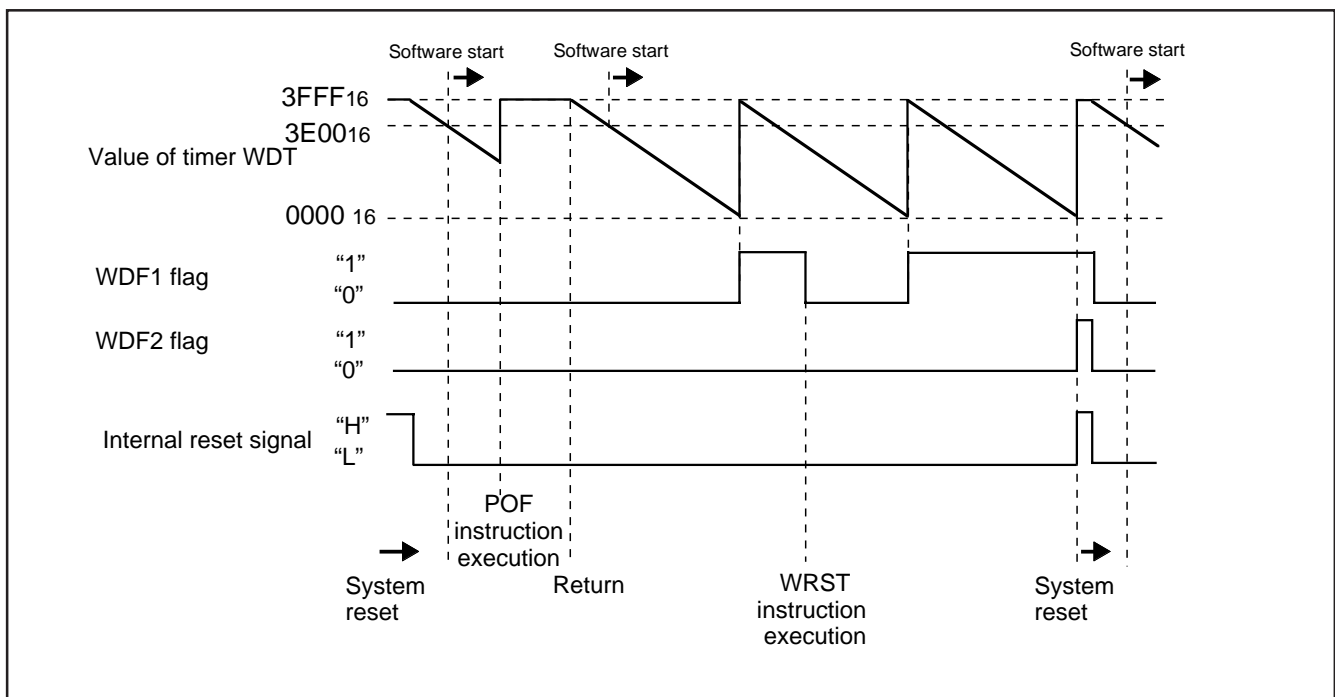 Software start
Software start
Software start
3FFF16
3E0016
Value of timer WDT
0000 16
WDF1 flag
“1”
“0”
WDF2 flag
“1”
“0”
Internal reset signal
“H”
“L”
POF
instruction
execution
System
reset
Return
WRST
instruction
execution
System
reset